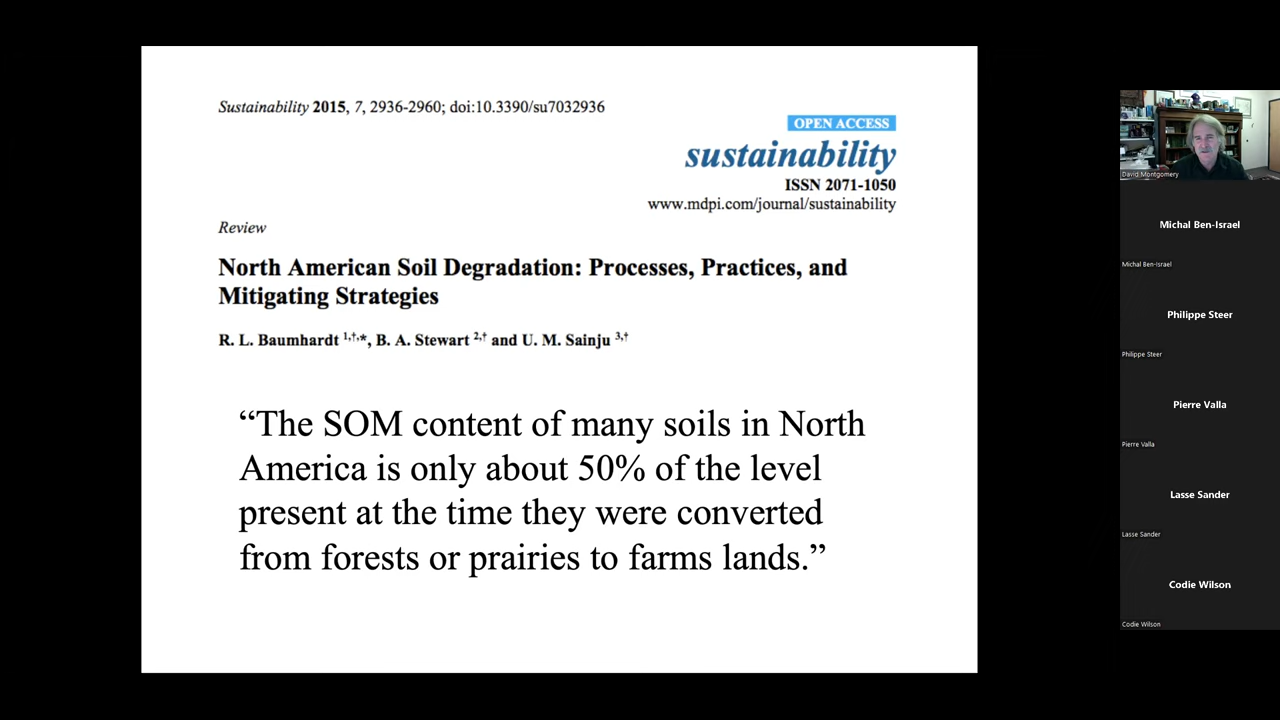 Sustainability 2015, 7, 2936-2960; doi:10.3390/su7032936
OPEN ACCESS
sustainability
ISSN 2071-1050
www.mdpi.com/journal/sustainability
Review
North American Soil Degradation: Processes, Practices, and
Mitigating Strategies
R. L. Baumhardt 1,†,*, B. A. Stewart 2,† and U. M. Sainju 3,†
“The SOM content of many soils in North
America is only about 50% of the level
present at the time they were converted
from forests or prairies to farms lands.”
David Montgomery
Michal Ben-Israel
Michal Ben-Israel
Philippe Steer
Philippe Steer
Pierre Valla
Pierre Valla
Lasse Sander
Lasse Sander
Codie Wilson
Codie Wilson